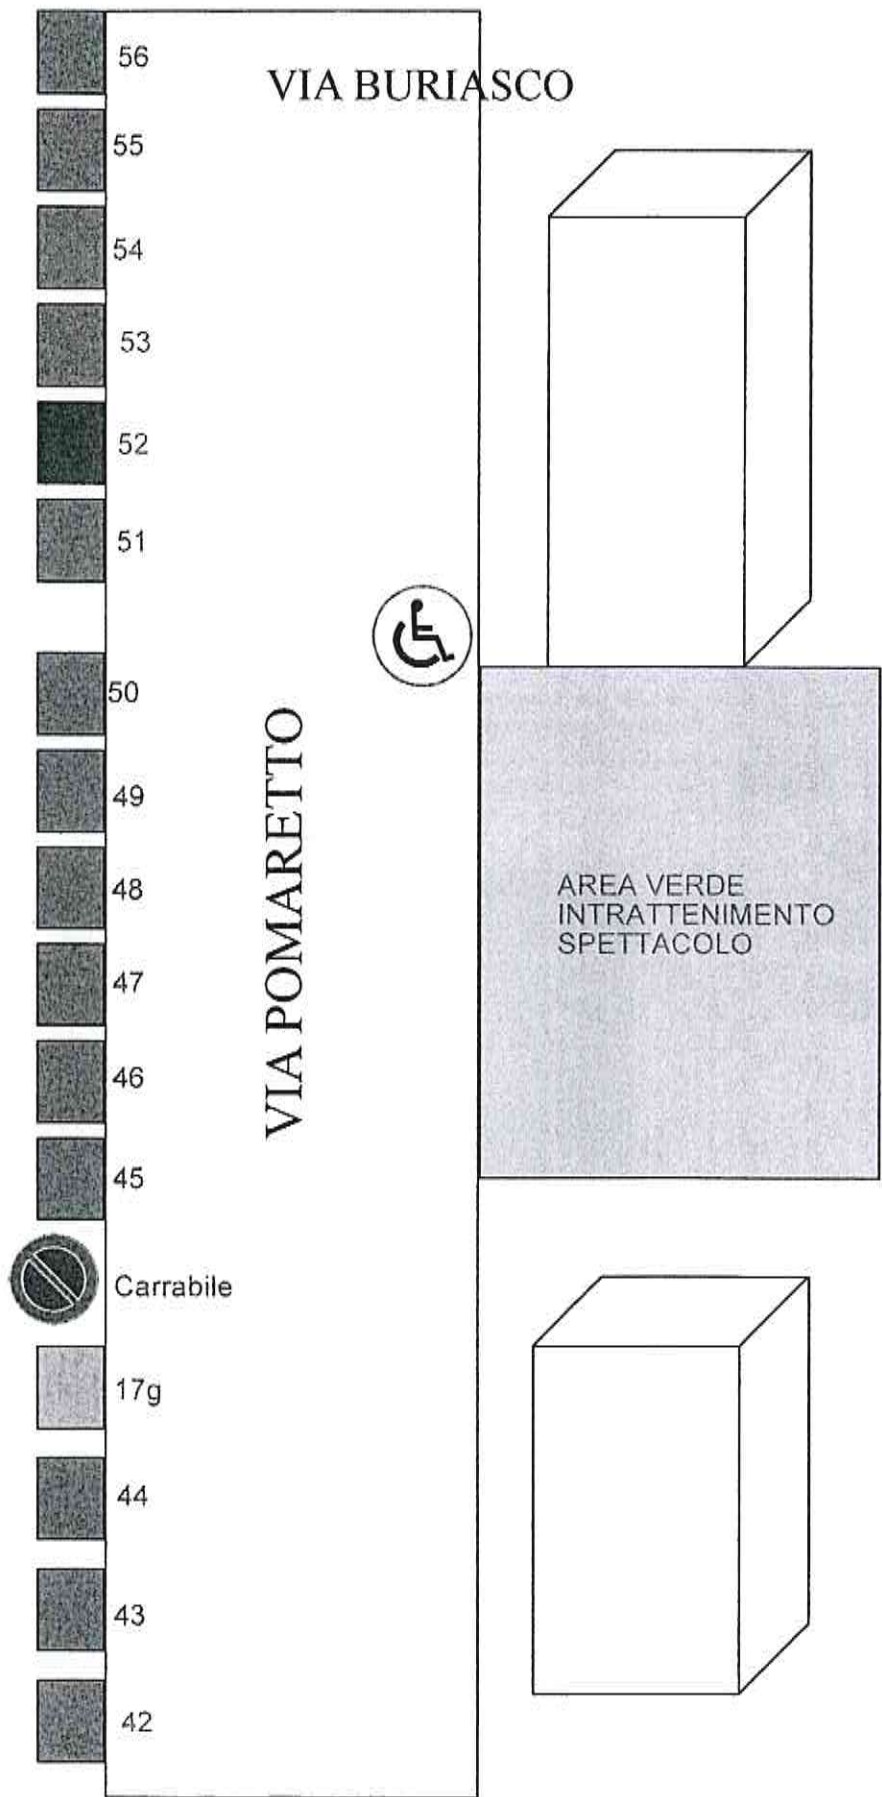 56
VIA BURIASCO
55
54
53
52
51
50
49
48
47
46
45
VIA POMARETTO
AREA VERDE
INTRATTENIMENTO
SPETTACOLO
Carrabile
17g
44
43
42